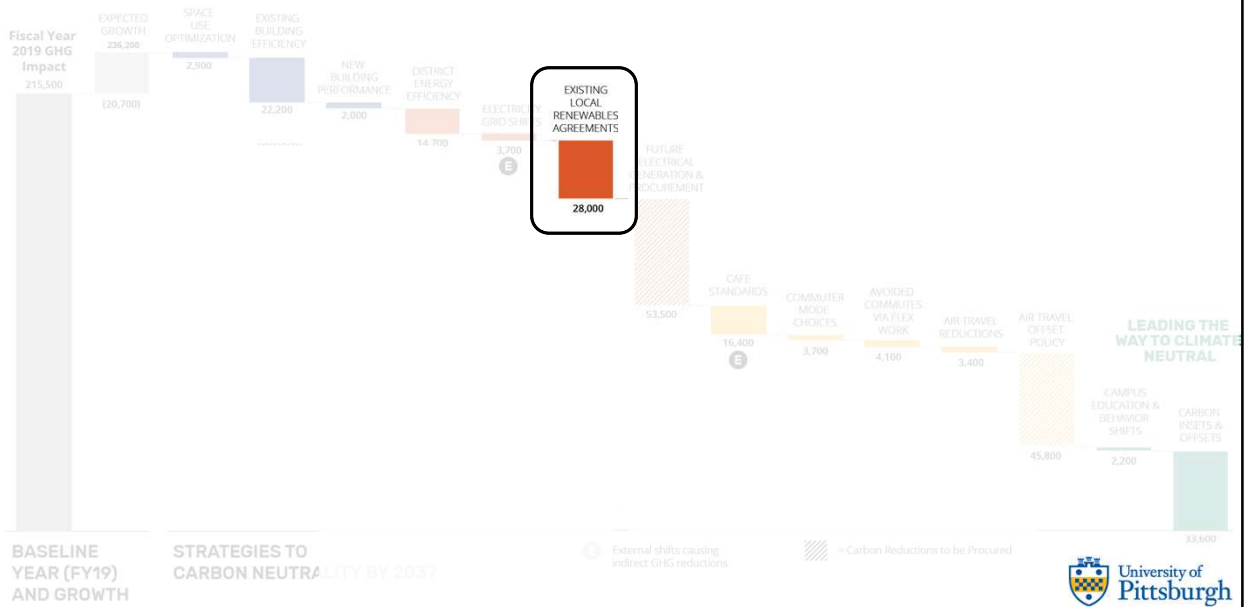 Fiscal Year
2019 GHG
Impact
215,500
EXPECTED
GROWTH
236,200
(20,700)
SPACE
USE
OPTIMIZATION
2,900
EXISTING
BUILDING
EFFICIENCY
22,200
NEW
BUILDING
PERFORMANCE
2,000
DISTRICT
ENERGY
EFFICIENCY
14,700
ELECTRICITY
GRID SHIFTS
3,700
E
EXISTING
LOCAL
RENEWABLES
AGREEMENTS
28,000
FUTURE
ELECTRICAL
GENERATION &
PROCUREMENT
53,500
CAFE
STANDARDS
16,400
E
COMMUTER
MODE
CHOICES
3,700
AVOIDED
COMMUTES
VIA FLEX
WORK
4,100
AIR TRAVEL
REDUCTIONS
3,400
AIR TRAVEL
OFFSET
POLICY
45,800
LEADING THE
WAY TO CLIMATE
NEUTRAL
CAMPUS
EDUCATION &
BEHAVIOR
SHIFTS
2,200
CARBON
INSETS &
OFFSETS
33,600
BASELINE
YEAR (FY19)
AND GROWTH
STRATEGIES TO
CARBON NEUTRALITY BY 2037
E External shifts causing
indirect GHG reductions
= Carbon Reductions to be Procured
University of
Pittsburgh